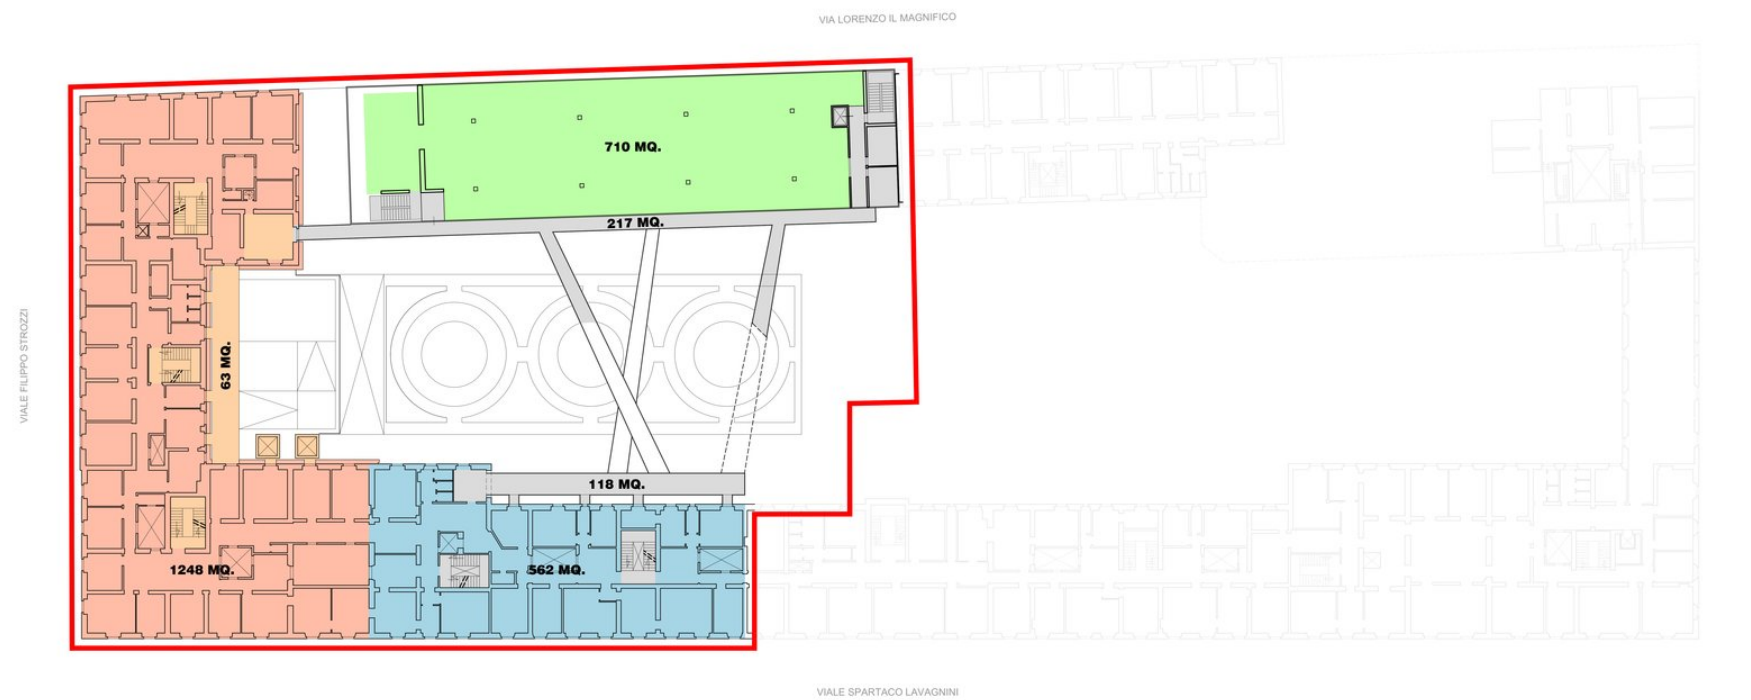 VIA LORENZO IL MAGNIFICO
710 MQ.
217 MQ.
VIALE FILIPPO STROZZI
63 MQ.
118 MQ.
1248 MQ.
562 MQ.
VIALE SPARTACO LAVAGNINI